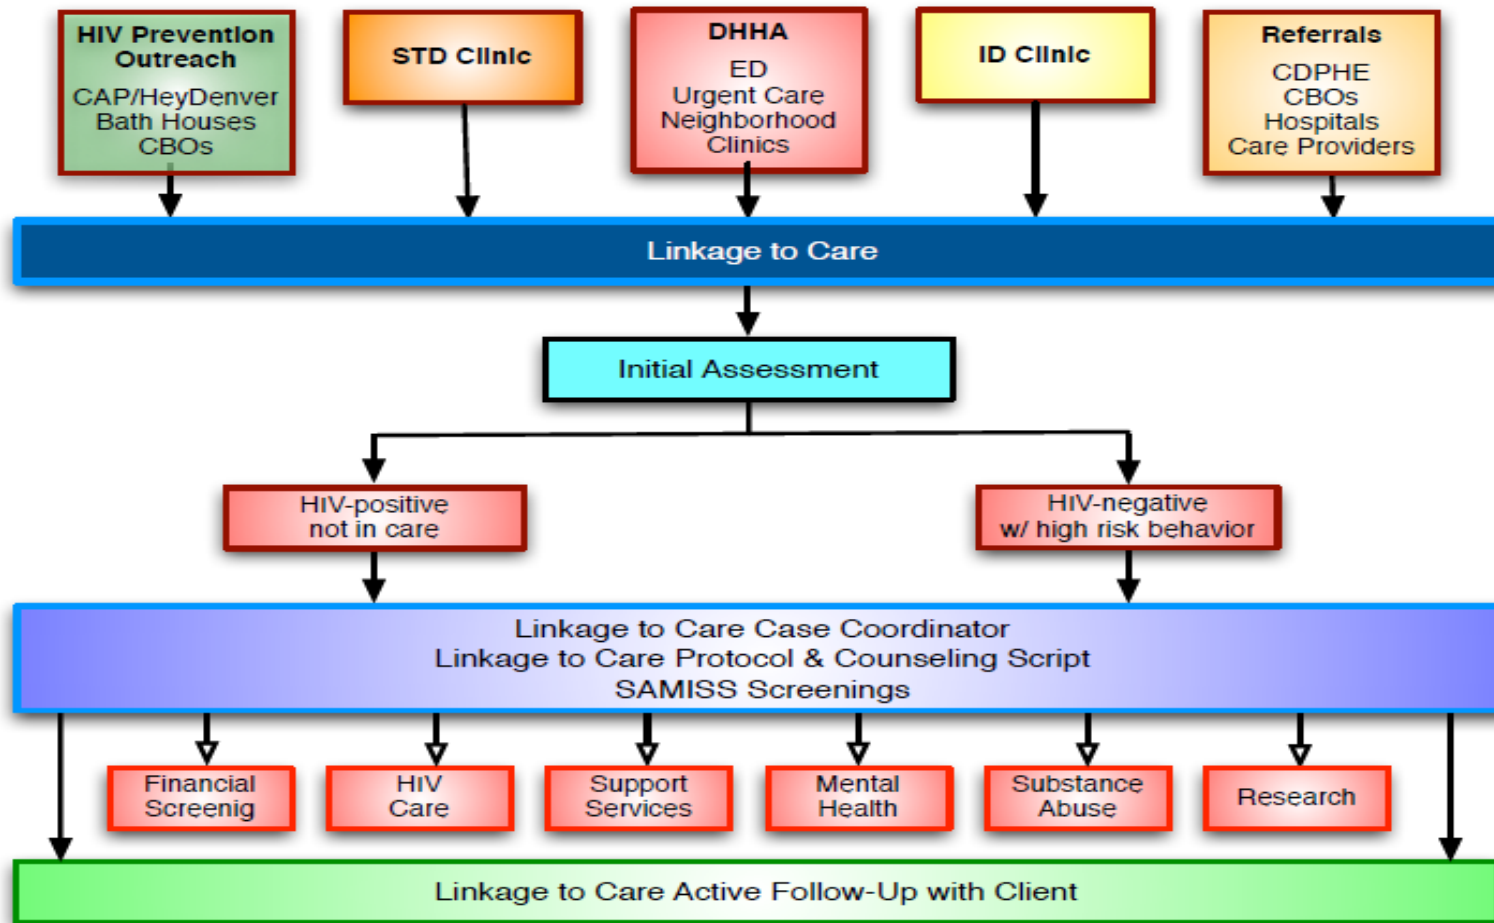 HIV Prevention
Outreach
CAP/HeyDenver
Bath Houses
CBOs
STD Clinic
DHHA
ED
Urgent Care
Neighborhood
Clinics
ID Clinic
Referrals
CDPHE
CBOs
Hospitals
Care Providers
Linkage to Care
Initial Assessment
HIV-positive
not in care
HIV-negative
w/ high risk behavior
Linkage to Care Case Coordinator
Linkage to Care Protocol & Counseling Script
SAMISS Screenings
Financial
Screenig
HIV
Care
Support
Services
Mental
Health
Substance
Abuse
Research
Linkage to Care Active Follow-Up with Client